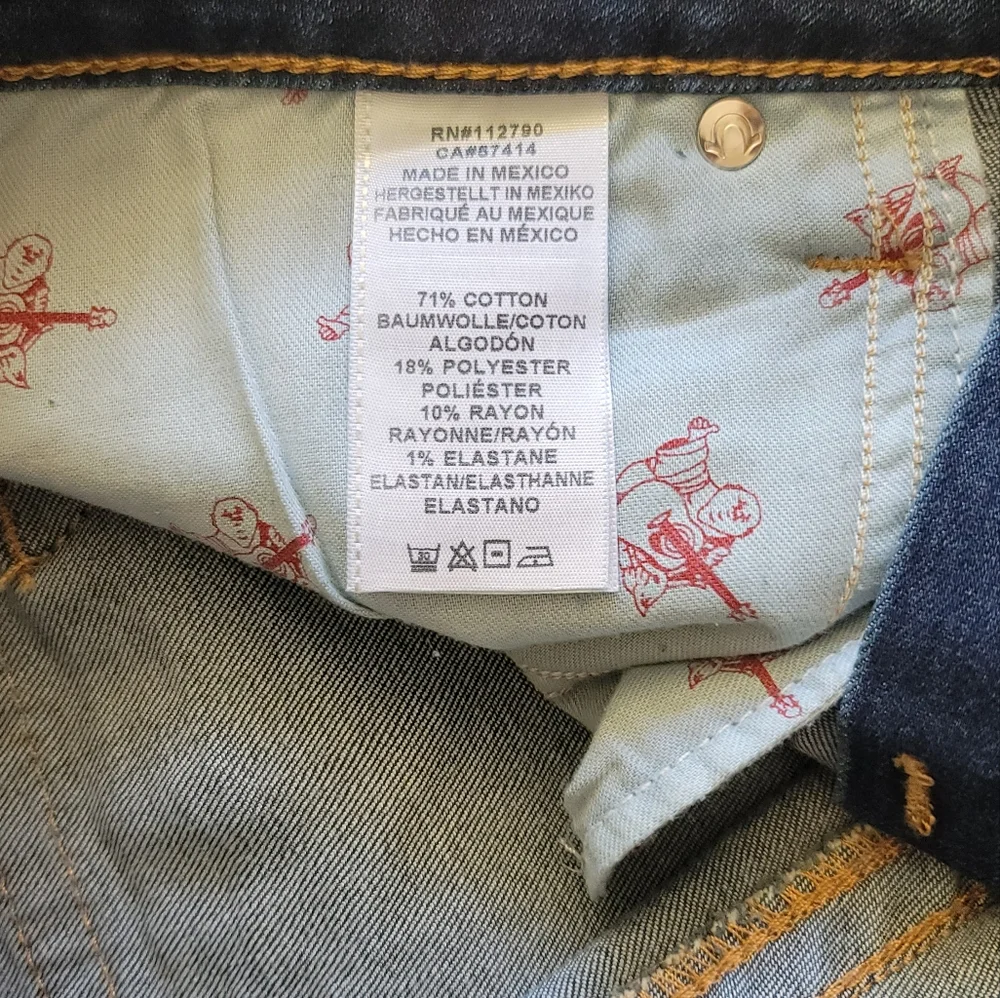 RN#112790
CA#57414
MADE IN MEXICO
HERGESTELLT IN MEXIKO
FABRIQUÉ AU MEXIQUE
HECHO EN MÉXICO
71% COTTON
BAUMWOLLE/COTON
ALGODÓN
18% POLYESTER
POLIÉSTER
10% RAYON
RAYONNE/RAYÓN
1% ELASTANE
ELASTAN/ELASTHANNE
ELASTANO
30